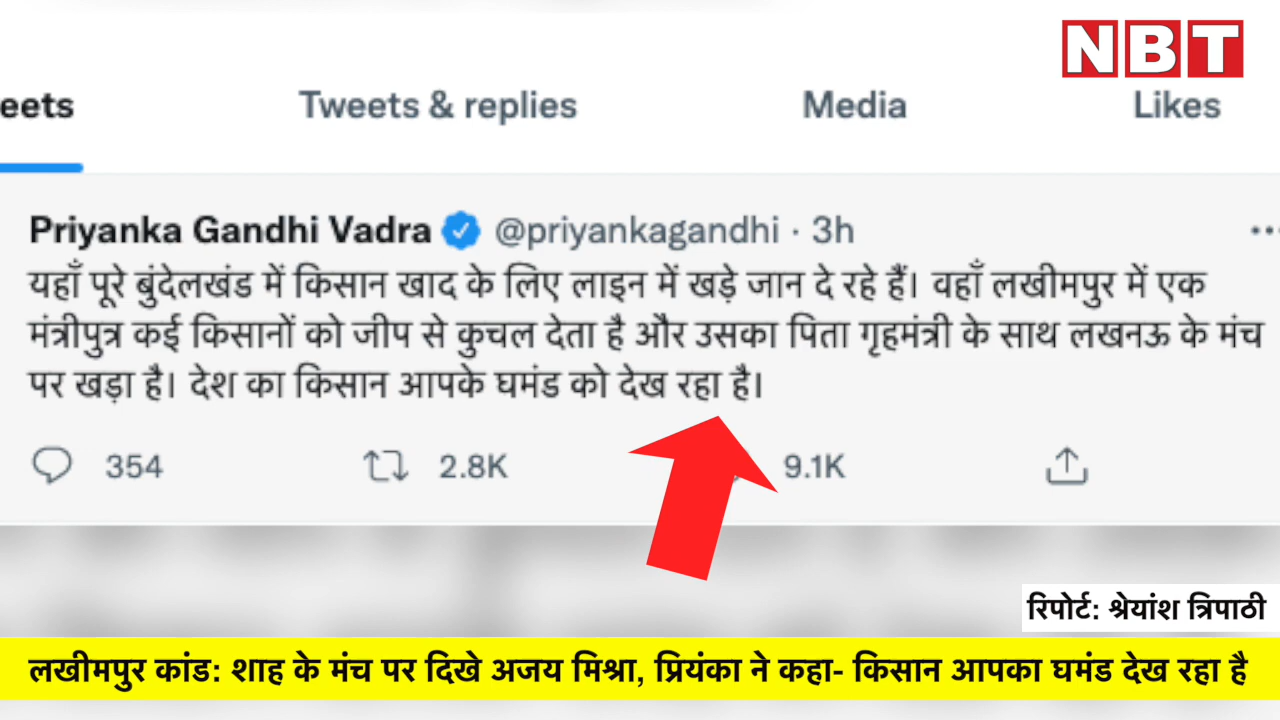 NBT
eets Tweets & replies Media Likes
Priyanka Gandhi Vadra @priyankagandhi · 3h
यहाँ पूरे बुंदेलखंड में किसान खाद के लिए लाइन में खड़े जान दे रहे हैं। वहाँ लखीमपुर में एक
मंत्रीपुत्र कई किसानों को जीप से कुचल देता है और उसका पिता गृहमंत्री के साथ लखनऊ के मंच
पर खड़ा है। देश का किसान आपके घमंड को देख रहा है।
354 2.8K 9.1K
रिपोर्ट: श्रेयांश त्रिपाठी
लखीमपुर कांड: शाह के मंच पर दिखे अजय मिश्रा, प्रियंका ने कहा- किसान आपका घमंड देख रहा है